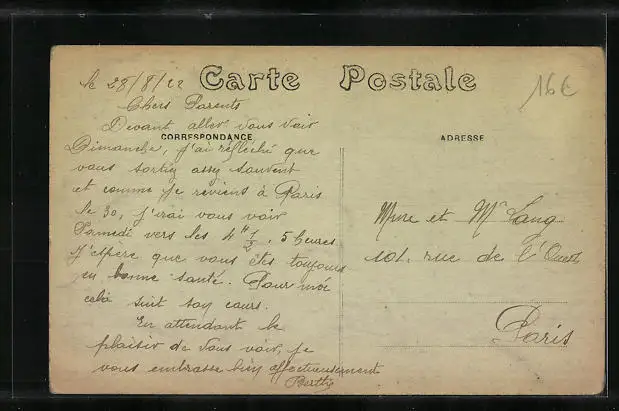 Carte Postale
16€
le 28/8/22
Chers Parents
CORRESPONDANCE
ADRESSE
Devant aller vous voir
Dimanche, j'ai réfléchi que
vous sortiez assez souvent
et comme je reviens à Paris
le 30, j'irai vous voir
Samedi vers les 4h 1/2, 5 heures
J'espère que vous êtes toujours
en bonne santé. Pour moi
cela suit son cours.
En attendant le
plaisir de vous voir, je
vous embrasse bien affectueusement
Berthe
Mme et Mr Lang
101. rue de l'Ouest
Paris